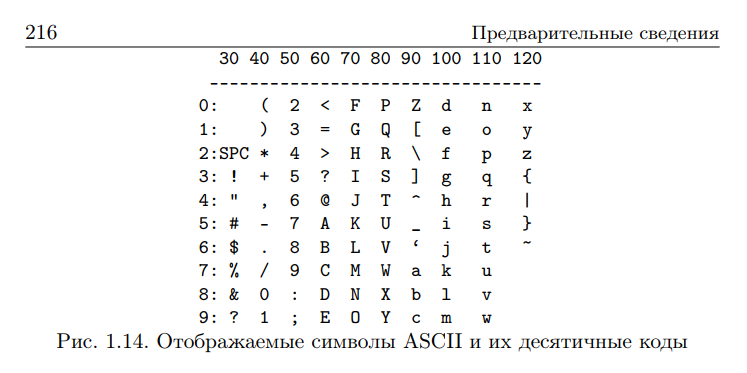 216 Предварительные сведения
30 40 50 60 70 80 90 100 110 120
---------------------------------
0: ( 2 < F P Z d n x
1: ) 3 = G Q [ e o y
2:SPC * 4 > H R \ f p z
3: ! + 5 ? I S ] g q {
4: " , 6 @ J T ^ h r |
5: # - 7 A K U _ i s }
6: $ . 8 B L V ‘ j t ~
7: % / 9 C M W a k u
8: & 0 : D N X b l v
9: ? 1 ; E O Y c m w
Рис. 1.14. Отображаемые символы ASCII и их десятичные коды